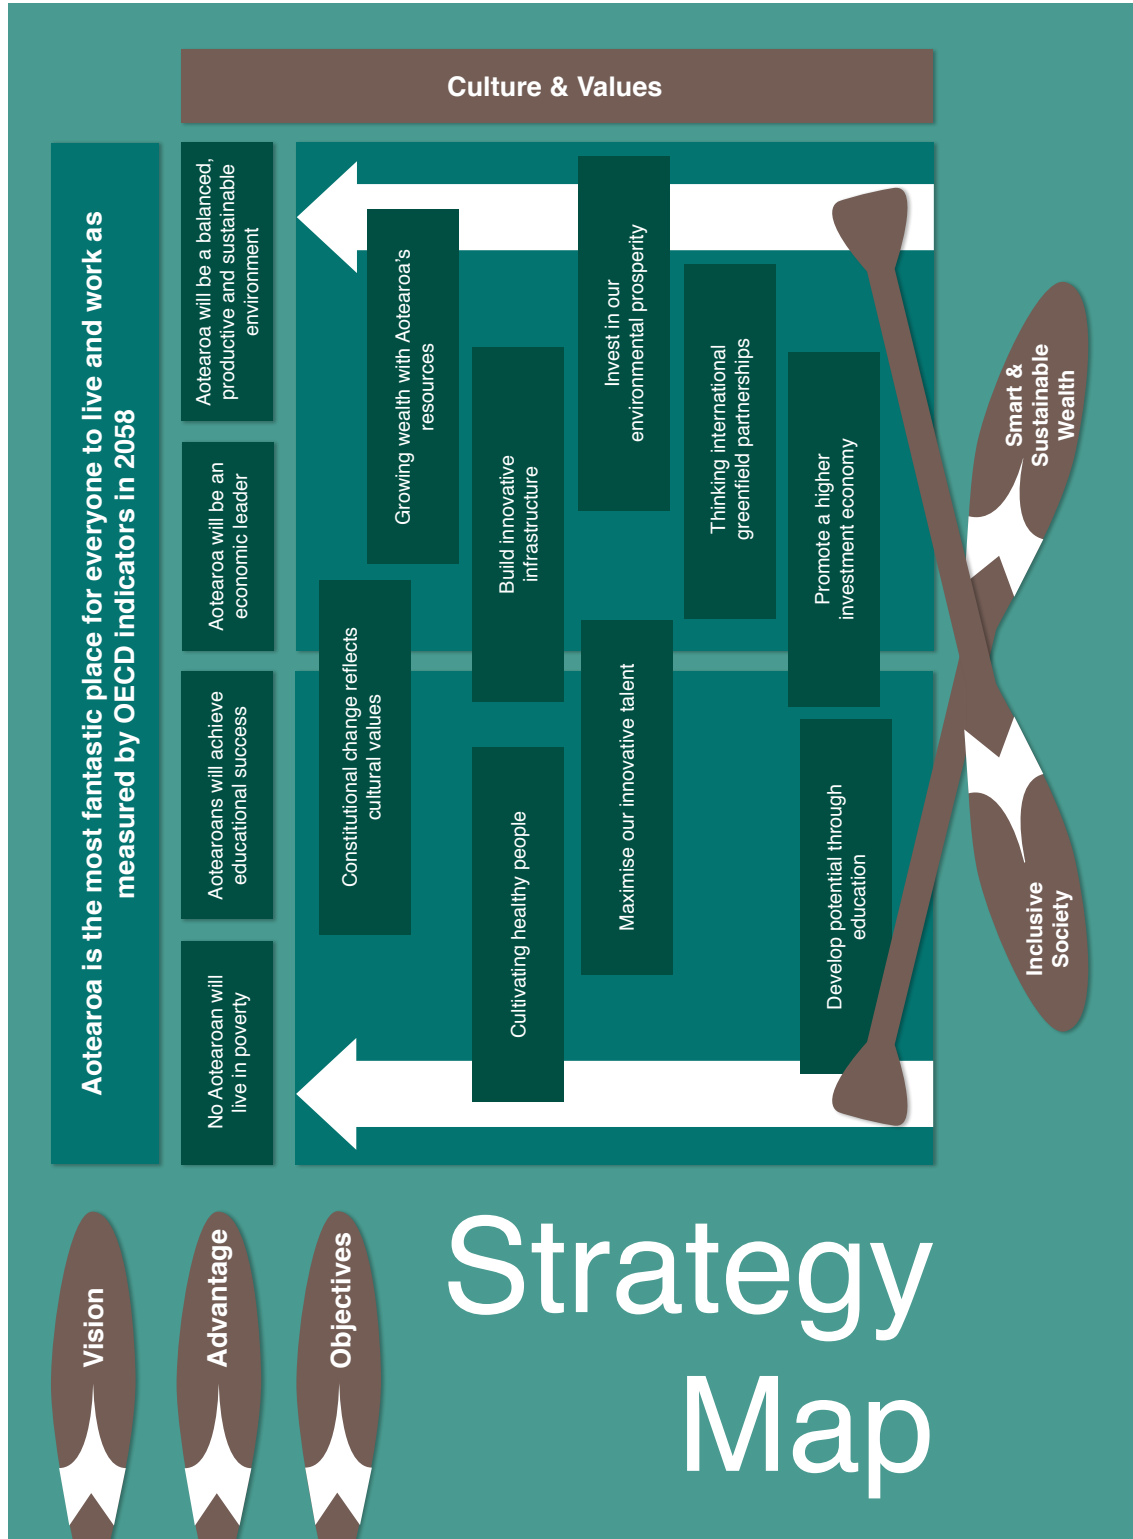 Vision
Aotearoa is the most fantastic place for everyone to live and work as
measured by OECD indicators in 2058
Advantage
No Aotearoan will
live in poverty
Aotearoans will achieve
educational success
Aotearoa will be an
economic leader
Aotearoa will be a balanced,
productive and sustainable
environment
Objectives
Constitutional change reflects
cultural values
Growing wealth with Aotearoa's
resources
Cultivating healthy people
Build innovative
infrastructure
Maximise our innovative talent
Invest in our
environmental prosperity
Thinking international
greenfield partnerships
Develop potential through
education
Promote a higher
investment economy
Culture & Values
Inclusive
Society
Smart &
Sustainable
Wealth
Strategy
Map